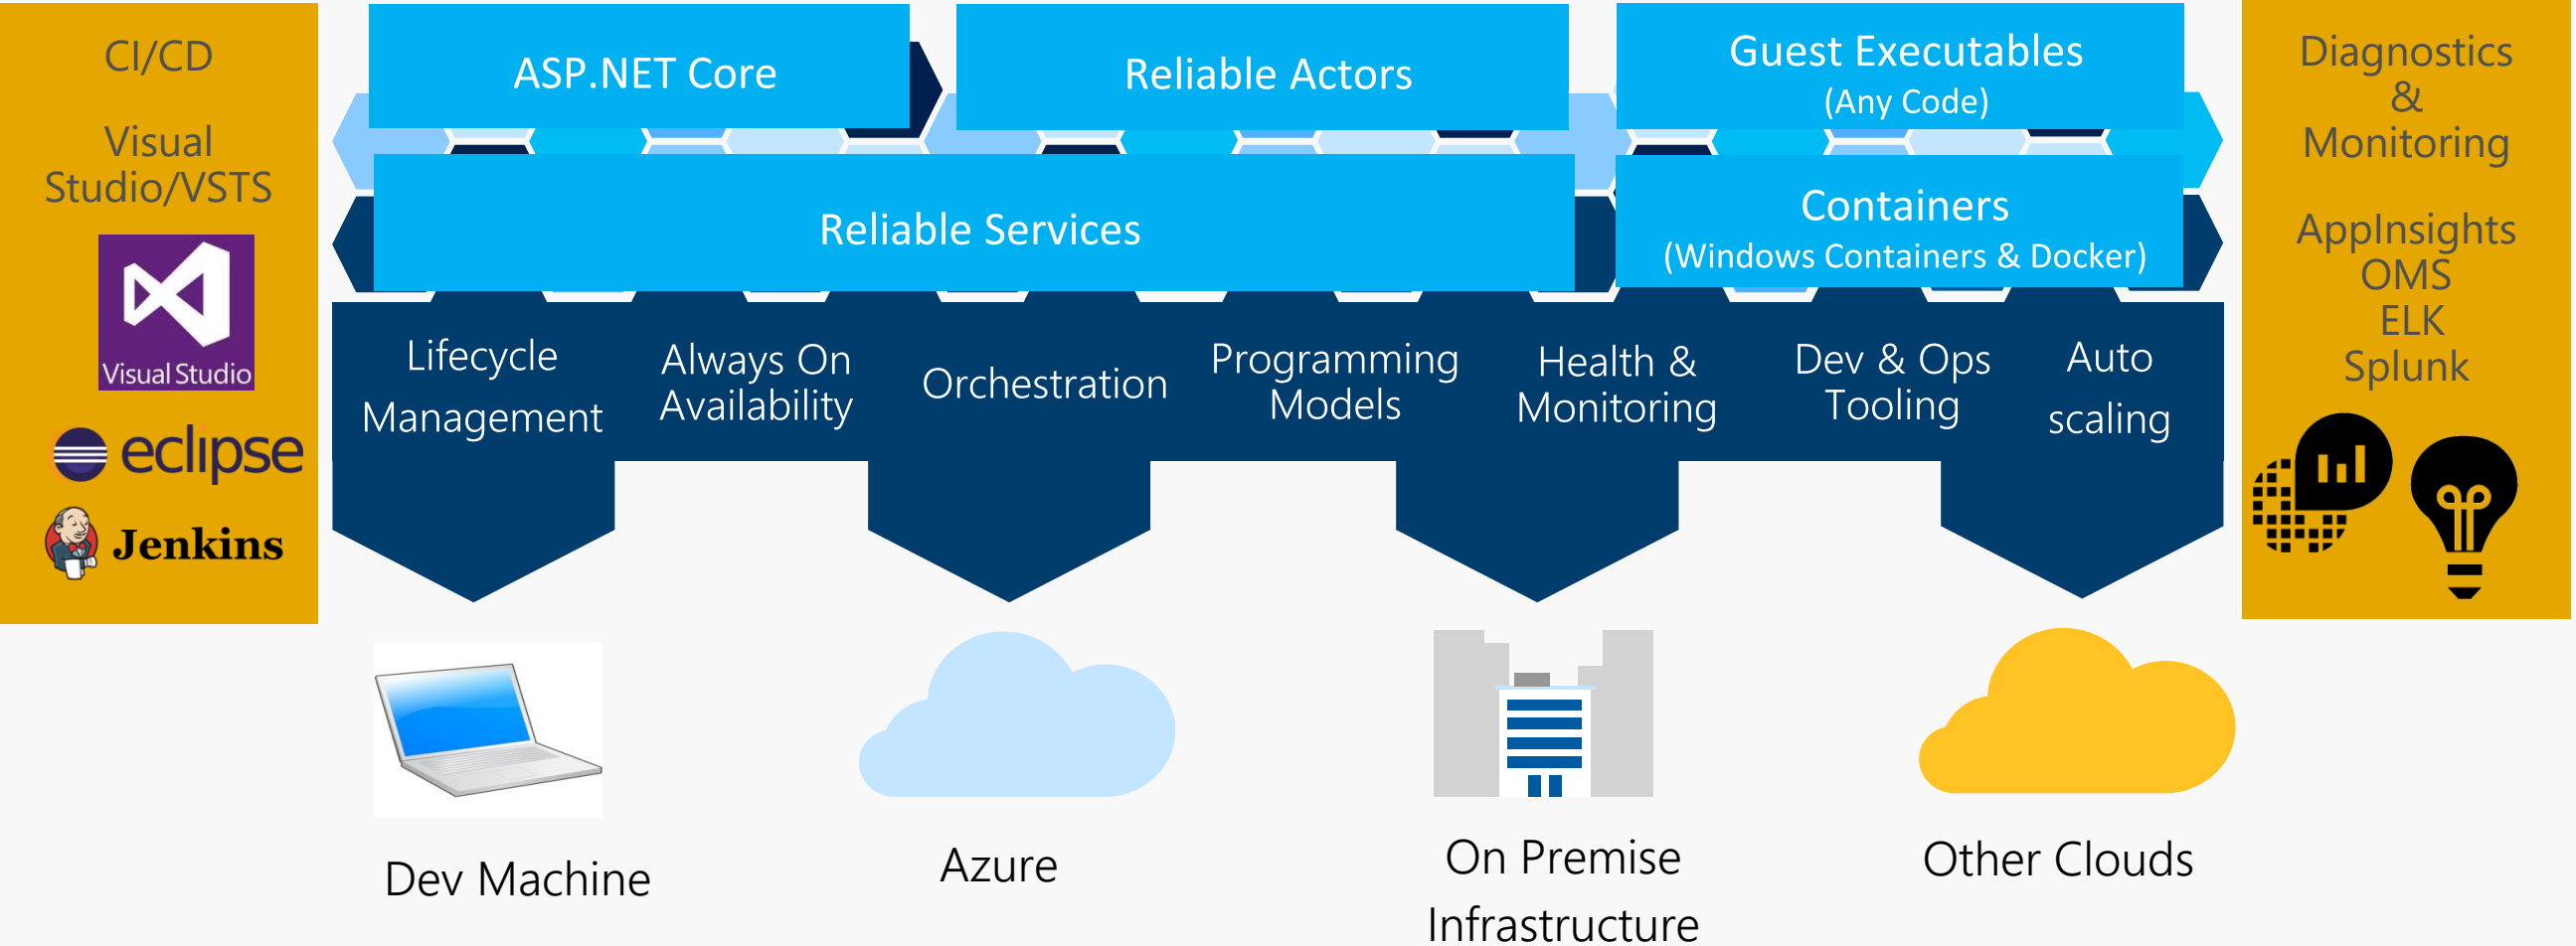 CI/CD
Visual
Studio/VSTS
Visual Studio
eclipse
Jenkins
ASP.NET Core
Reliable Actors
Guest Executables
(Any Code)
Reliable Services
Containers
(Windows Containers & Docker)
Lifecycle
Management
Always On
Availability
Orchestration
Programming
Models
Health &
Monitoring
Dev & Ops
Tooling
Auto
scaling
Diagnostics
&
Monitoring
AppInsights
OMS
ELK
Splunk
Dev Machine
Azure
On Premise
Infrastructure
Other Clouds